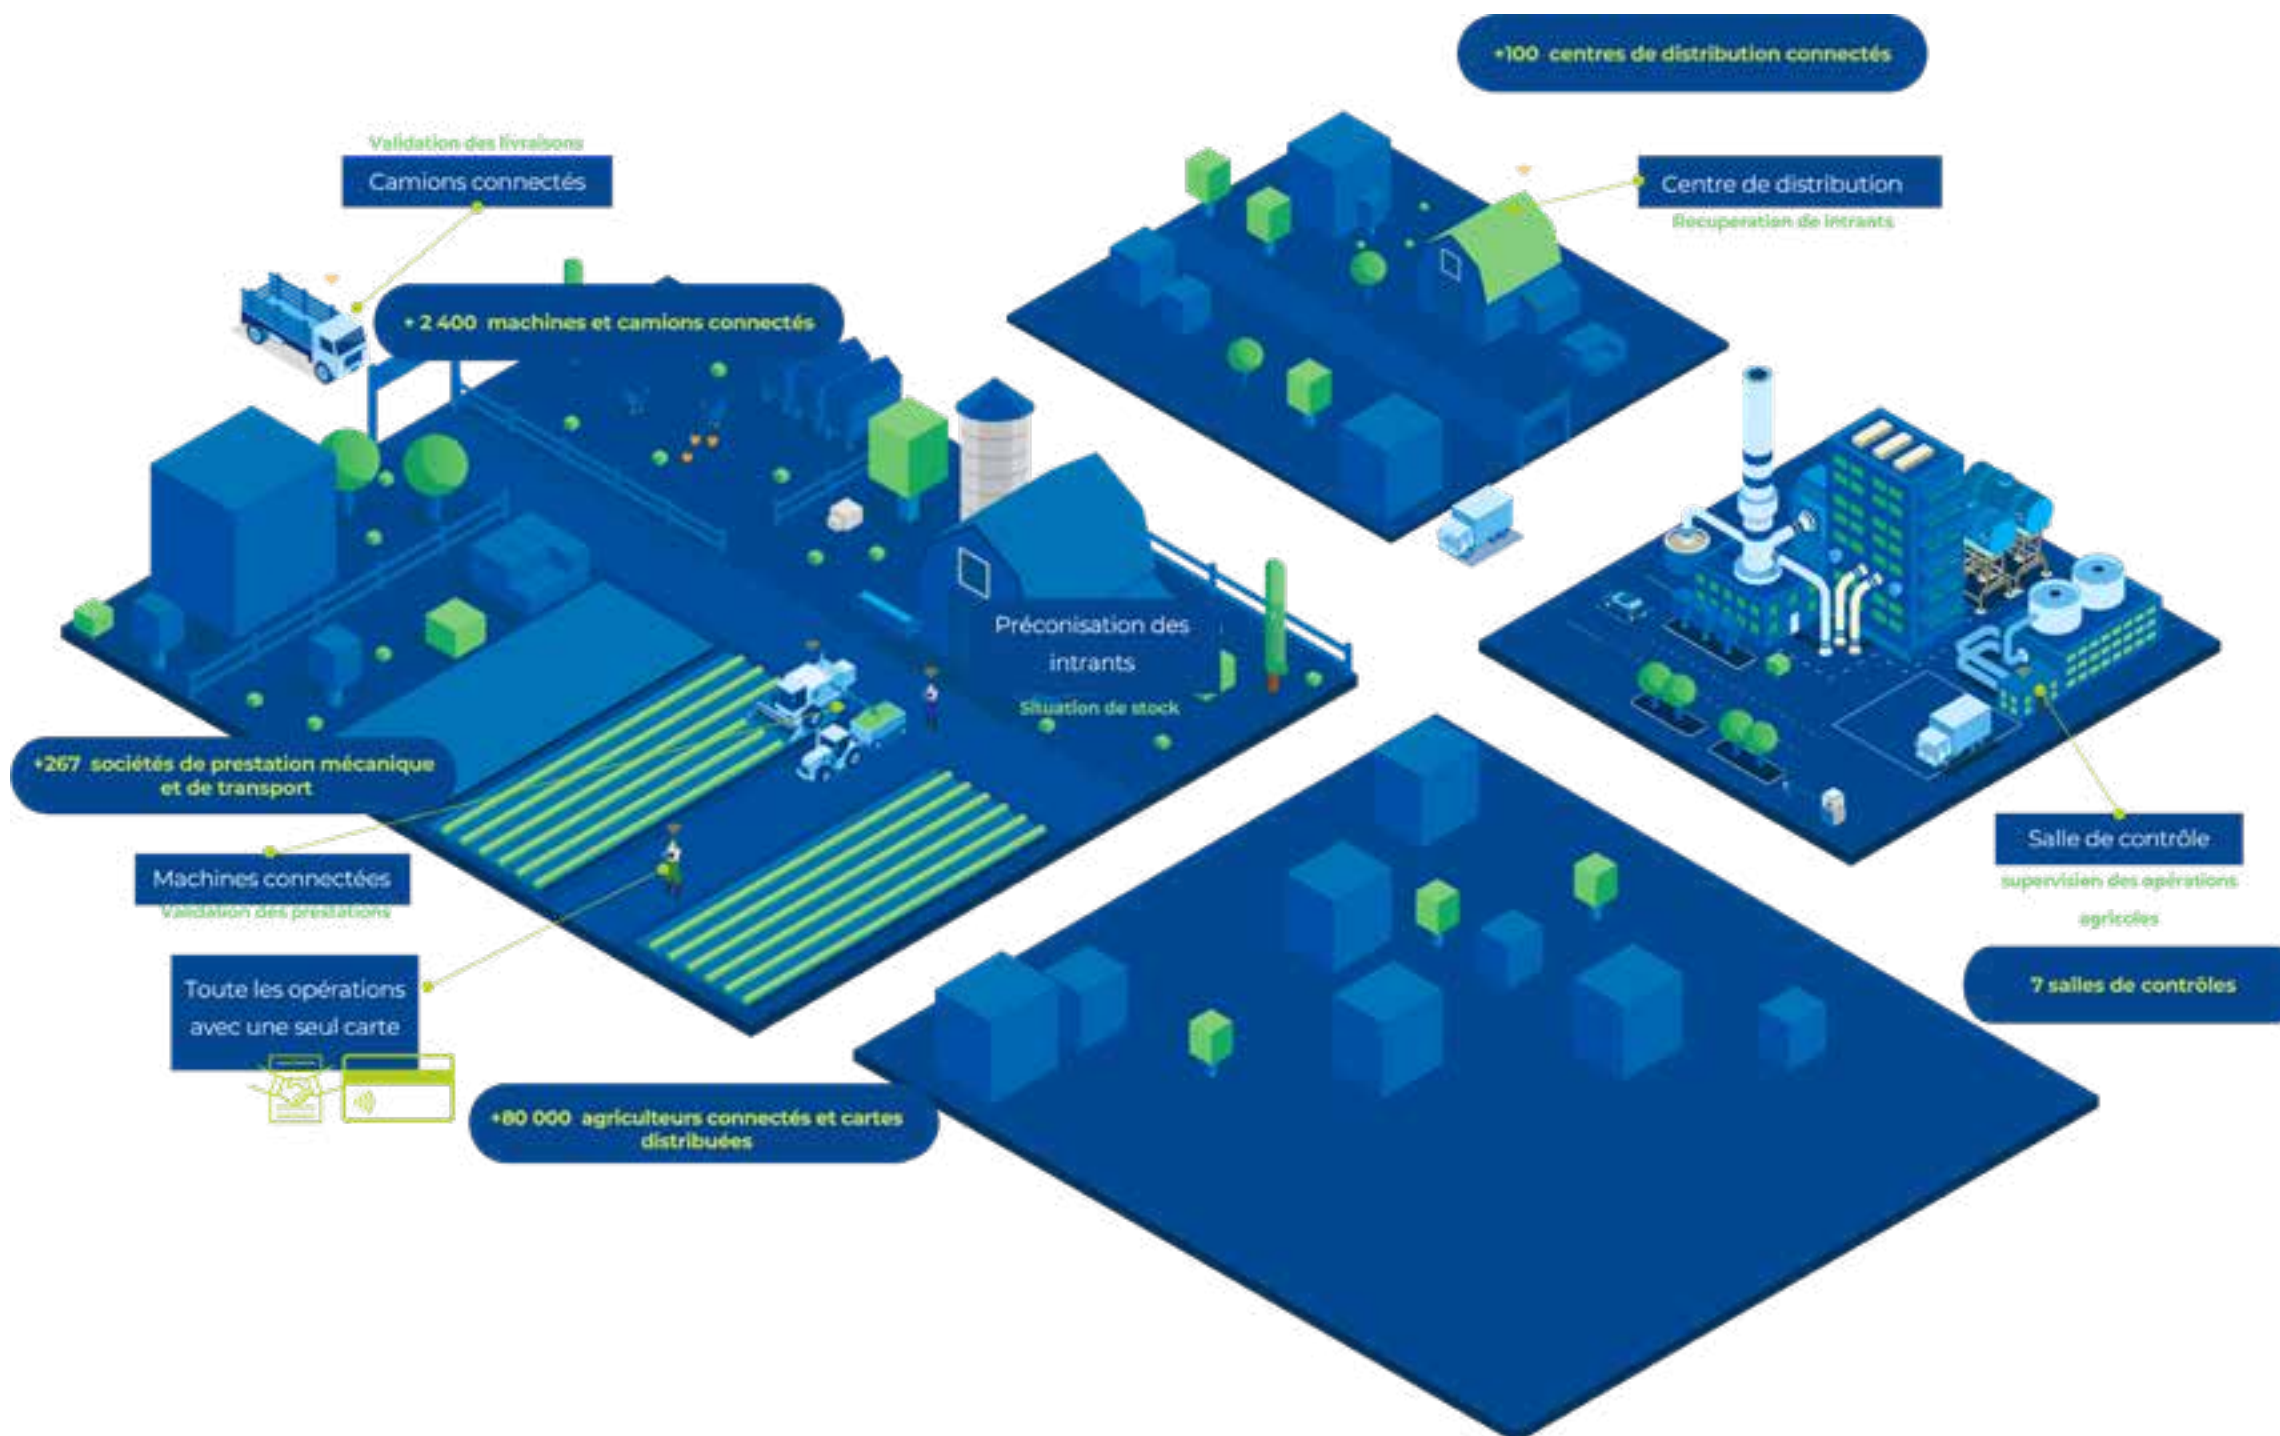 +100 centres de distribution connectés
Validation des livraisons
Camions connectés
Centre de distribution
Recuperation de intrants
+ 2 400 machines et camions connectés
Préconisation des
intrants
Situation de stock
+267 sociétés de prestation mécanique
et de transport
Machines connectées
Validation des prestations
Salle de contrôle
supervision des opérations
agricoles
Toute les opérations
avec une seul carte
7 salles de contrôles
+80 000 agriculteurs connectés et cartes
distribuées